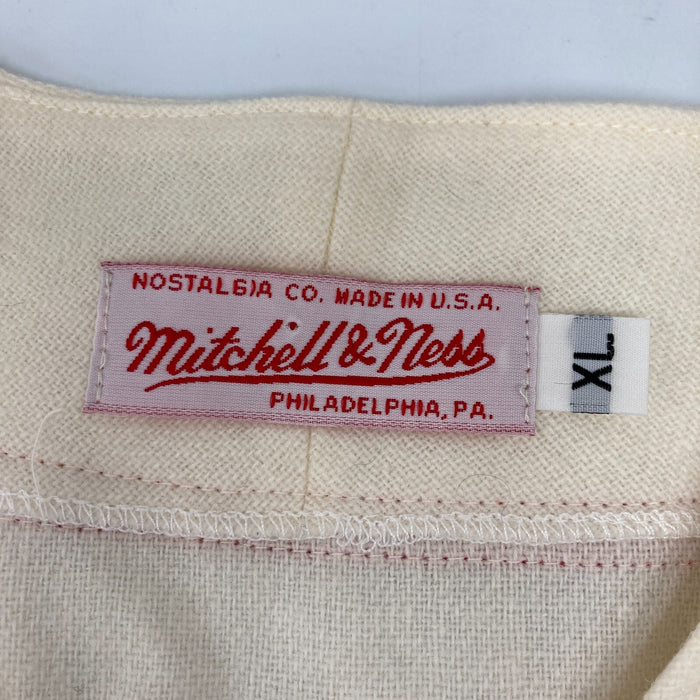 NOSTALGIA CO. MADE IN U.S.A.
Mitchell & Ness
PHILADELPHIA, PA.
XL